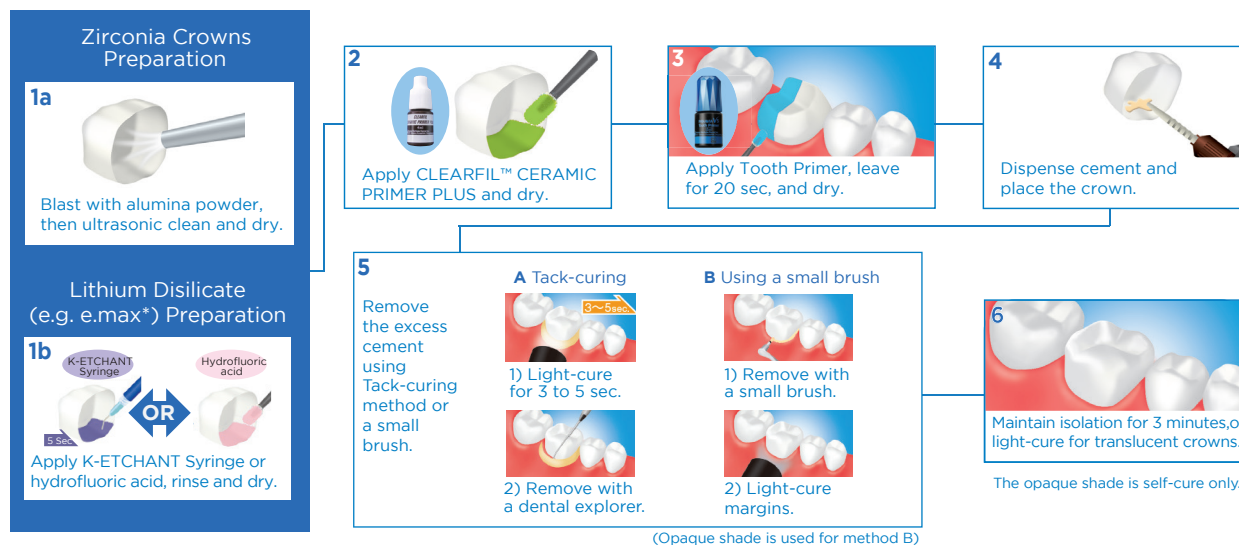 Zirconia Crowns
Preparation
1a
Blast with alumina powder,
then ultrasonic clean and dry.
Lithium Disilicate
(e.g. e.max*) Preparation
1b
K-ETCHANT
Syringe
Hydrofluoric
acid
OR
5 Sec
Apply K-ETCHANT Syringe or
hydrofluoric acid, rinse and dry.
2
Apply CLEARFIL™ CERAMIC
PRIMER PLUS and dry.
3
Apply Tooth Primer, leave
for 20 sec, and dry.
4
Dispense cement and
place the crown.
5
Remove
the excess
cement
using
Tack-curing
method or
a small
brush.
A Tack-curing
3~5sec.
1) Light-cure
for 3 to 5 sec.
2) Remove with
a dental explorer.
B Using a small brush
1) Remove with
a small brush.
2) Light-cure
margins.
(Opaque shade is used for method B)
6
Maintain isolation for 3 minutes,o
light-cure for translucent crowns.
The opaque shade is self-cure only.